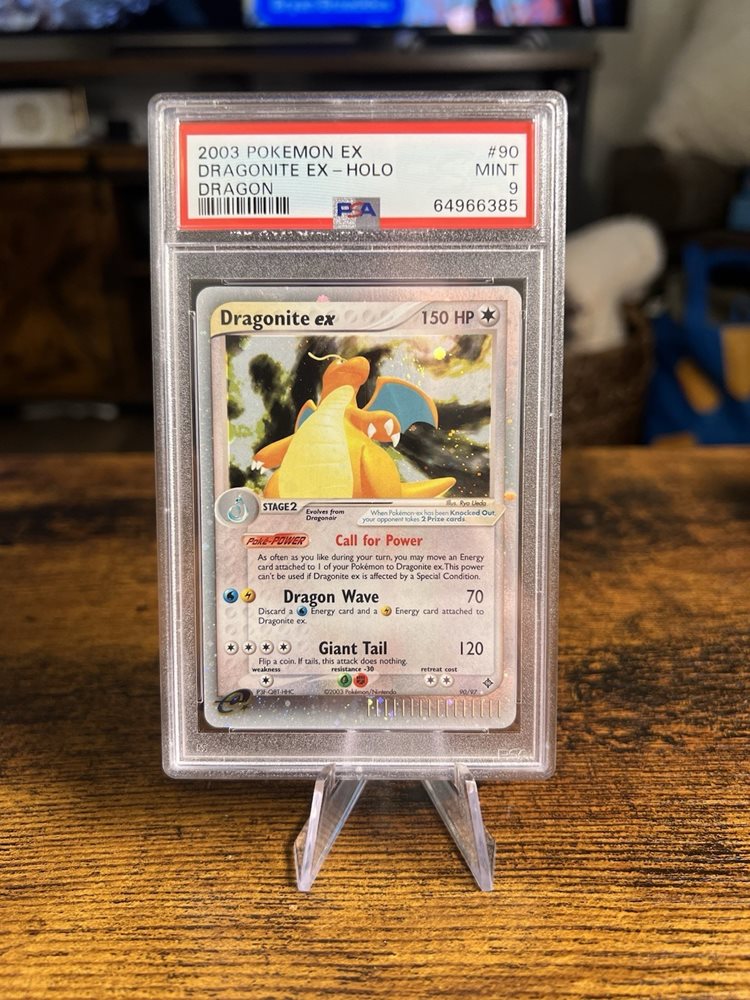 2003 POKEMON EX #90
DRAGONITE EX – HOLO MINT
DRAGON 9
PSA 64966385
Dragonite ex 150 HP
Illus. Ryo Ueda
STAGE2 Evolves from Dragonair
When Pokémon-ex has been Knocked Out,
your opponent takes 2 Prize cards.
Poké-POWER Call for Power
As often as you like during your turn, you may move an Energy
card attached to 1 of your Pokémon to Dragonite ex. This power
can't be used if Dragonite ex is affected by a Special Condition.
Dragon Wave 70
Discard a Energy card and a Energy card attached to
Dragonite ex.
Giant Tail 120
Flip a coin. If tails, this attack does nothing.
weakness resistance -30 retreat cost
©2003 Pokémon/Nintendo 90/97